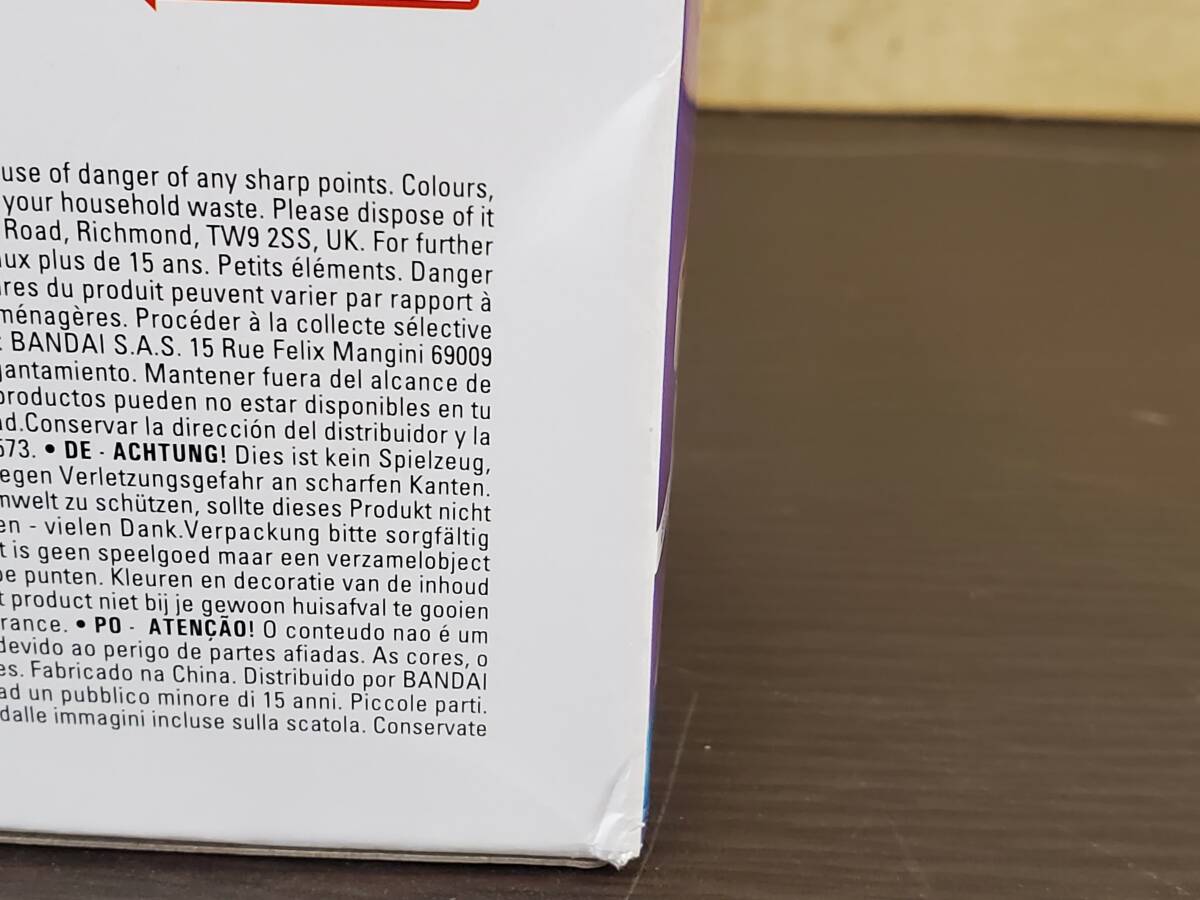 use of danger of any sharp points. Colours,
your household waste. Please dispose of it
Road, Richmond, TW9 2SS, UK. For further
ux plus de 15 ans. Petits éléments. Danger
res du produit peuvent varier par rapport à
ménagères. Procéder à la collecte sélective
: BANDAI S.A.S. 15 Rue Felix Mangini 69009
antamiento. Mantener fuera del alcance de
productos pueden no estar disponibles en tu
d.Conservar la dirección del distribuidor y la
573. • DE - ACHTUNG! Dies ist kein Spielzeug,
egen Verletzungsgefahr an scharfen Kanten.
mwelt zu schützen, sollte dieses Produkt nicht
en - vielen Dank.Verpackung bitte sorgfältig
t is geen speelgoed maar een verzamelobject
pe punten. Kleuren en decoratie van de inhoud
t product niet bij je gewoon huisafval te gooien
rance. • PO - ATENÇÃO! O conteudo nao é um
devido ao perigo de partes afiadas. As cores, o
es. Fabricado na China. Distribuido por BANDAI
ad un pubblico minore di 15 anni. Piccole parti.
dalle immagini incluse sulla scatola. Conservate